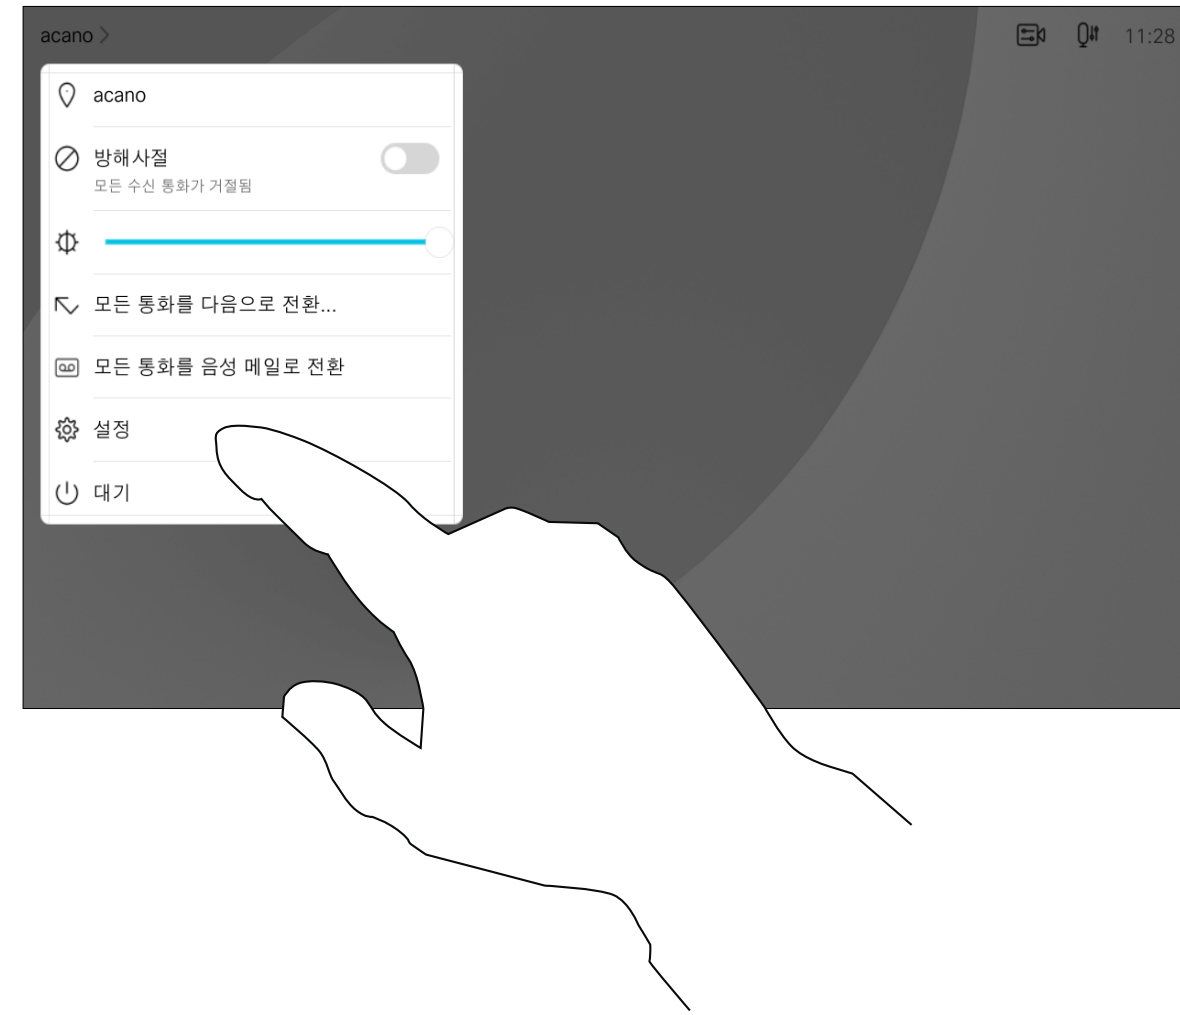 acano
11:28
acano
방해사절
모든 수신 통화가 거절됨
모든 통화를 다음으로 전환...
모든 통화를 음성 메일로 전환
설정
대기